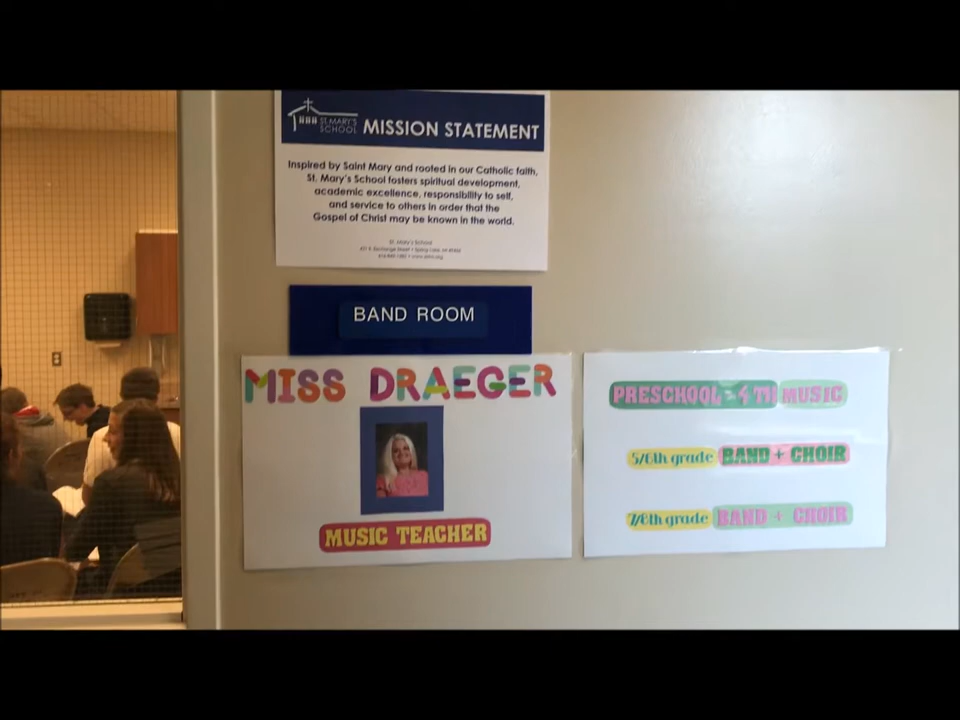 ST. MARY'S
SCHOOL
MISSION STATEMENT
Inspired by Saint Mary and rooted in our Catholic faith,
St. Mary's School fosters spiritual development,
academic excellence, responsibility to self,
and service to others in order that the
Gospel of Christ may be known in the world.
St. Mary's School
BAND ROOM
MISS DRAEGER
MUSIC TEACHER
PRESCHOOL - 4TH MUSIC
5/6th grade BAND + CHOIR
7/8th grade BAND + CHOIR